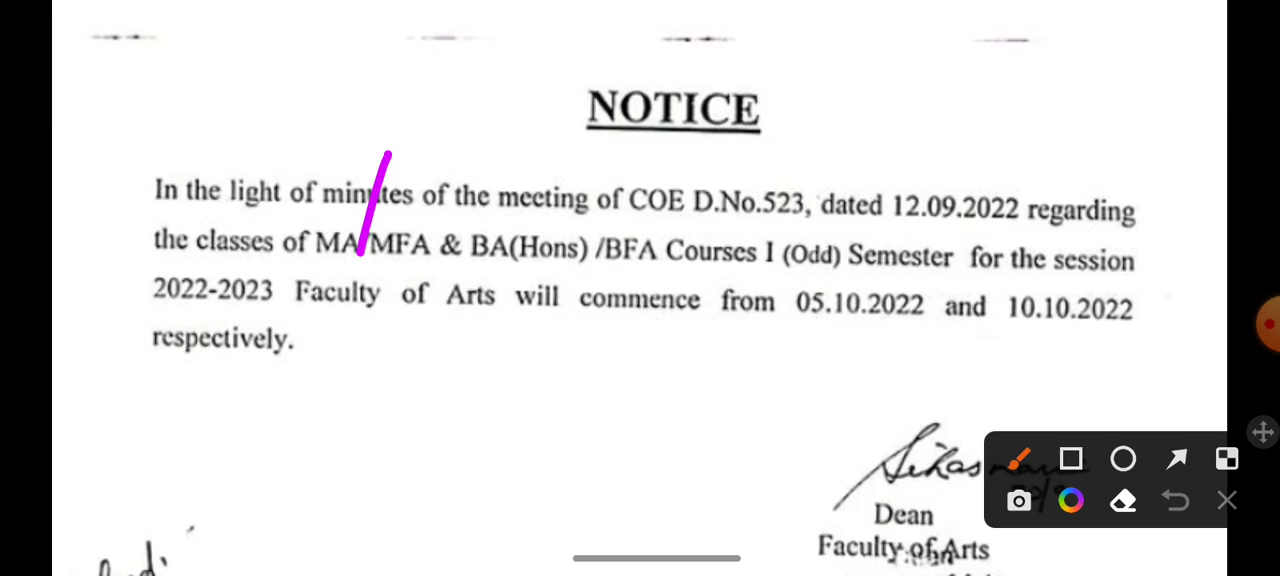 NOTICE
In the light of minutes of the meeting of COE D.No.523, dated 12.09.2022 regarding
the classes of MA/MFA & BA(Hons) /BFA Courses I (Odd) Semester for the session
2022-2023 Faculty of Arts will commence from 05.10.2022 and 10.10.2022
respectively.
Dean
Faculty of Arts